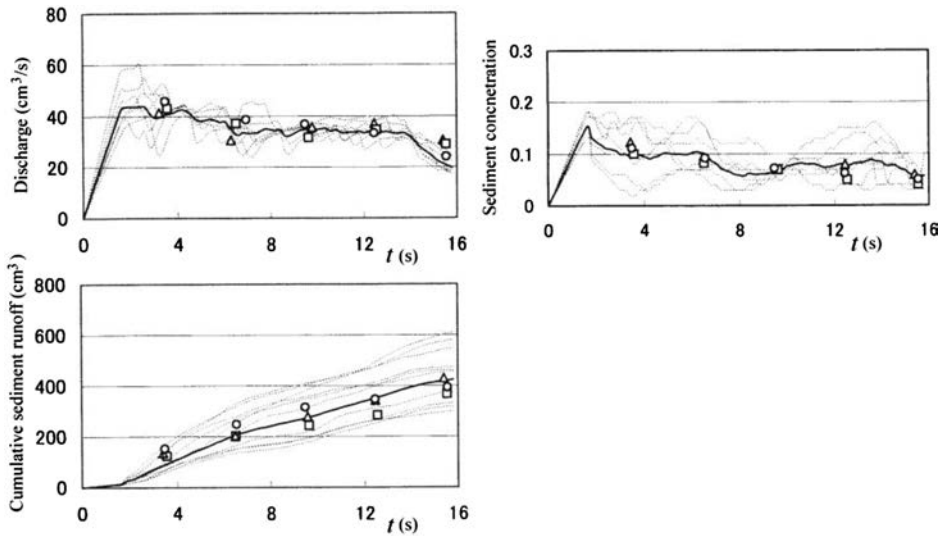 Discharge (cm³/s)
80
60
40
20
0
0 4 8 12 16
t (s)
Sediment concnetration
0.3
0.2
0.1
0
0 4 8 12 16
t (s)
Cumulative sediment runoff (cm³)
800
600
400
200
0
0 4 8 12 16
t (s)